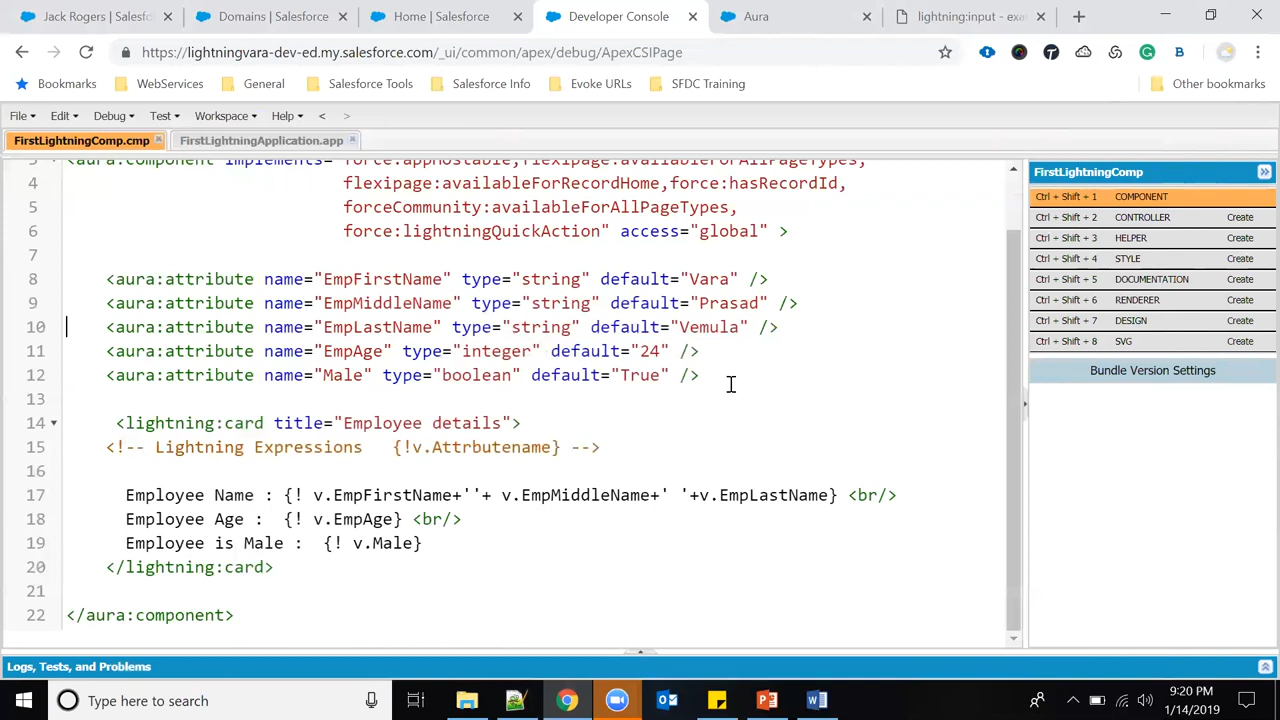 Jack Rogers | Salesfo
Domains | Salesforce
Home | Salesforce
Developer Console
Aura
lightning:input - exa
https://lightningvara-dev-ed.my.salesforce.com/_ui/common/apex/debug/ApexCSIPage
Bookmarks
WebServices
General
Salesforce Tools
Salesforce Info
Evoke URLs
SFDC Training
Other bookmarks
File Edit Debug Test Workspace Help < >
FirstLightningComp.cmp
FirstLightningApplication.app
3 <aura:component implements="force:appHostable,flexipage:availableForAllPageTypes,
4 flexipage:availableForRecordHome,force:hasRecordId,
5 forceCommunity:availableForAllPageTypes,
6 force:lightningQuickAction" access="global" >
7
8 <aura:attribute name="EmpFirstName" type="string" default="Vara" />
9 <aura:attribute name="EmpMiddleName" type="string" default="Prasad" />
10 <aura:attribute name="EmpLastName" type="string" default="Vemula" />
11 <aura:attribute name="EmpAge" type="integer" default="24" />
12 <aura:attribute name="Male" type="boolean" default="True" />
13
14 <lightning:card title="Employee details">
15 <!-- Lightning Expressions {!v.Attrbutename} -->
16
17 Employee Name : {! v.EmpFirstName+''+ v.EmpMiddleName+' '+v.EmpLastName} <br/>
18 Employee Age : {! v.EmpAge} <br/>
19 Employee is Male : {! v.Male}
20 </lightning:card>
21
22 </aura:component>
FirstLightningComp
Ctrl + Shift + 1 COMPONENT
Ctrl + Shift + 2 CONTROLLER Create
Ctrl + Shift + 3 HELPER Create
Ctrl + Shift + 4 STYLE Create
Ctrl + Shift + 5 DOCUMENTATION Create
Ctrl + Shift + 6 RENDERER Create
Ctrl + Shift + 7 DESIGN Create
Ctrl + Shift + 8 SVG Create
Bundle Version Settings
Logs, Tests, and Problems
Type here to search
9:20 PM
1/14/2019